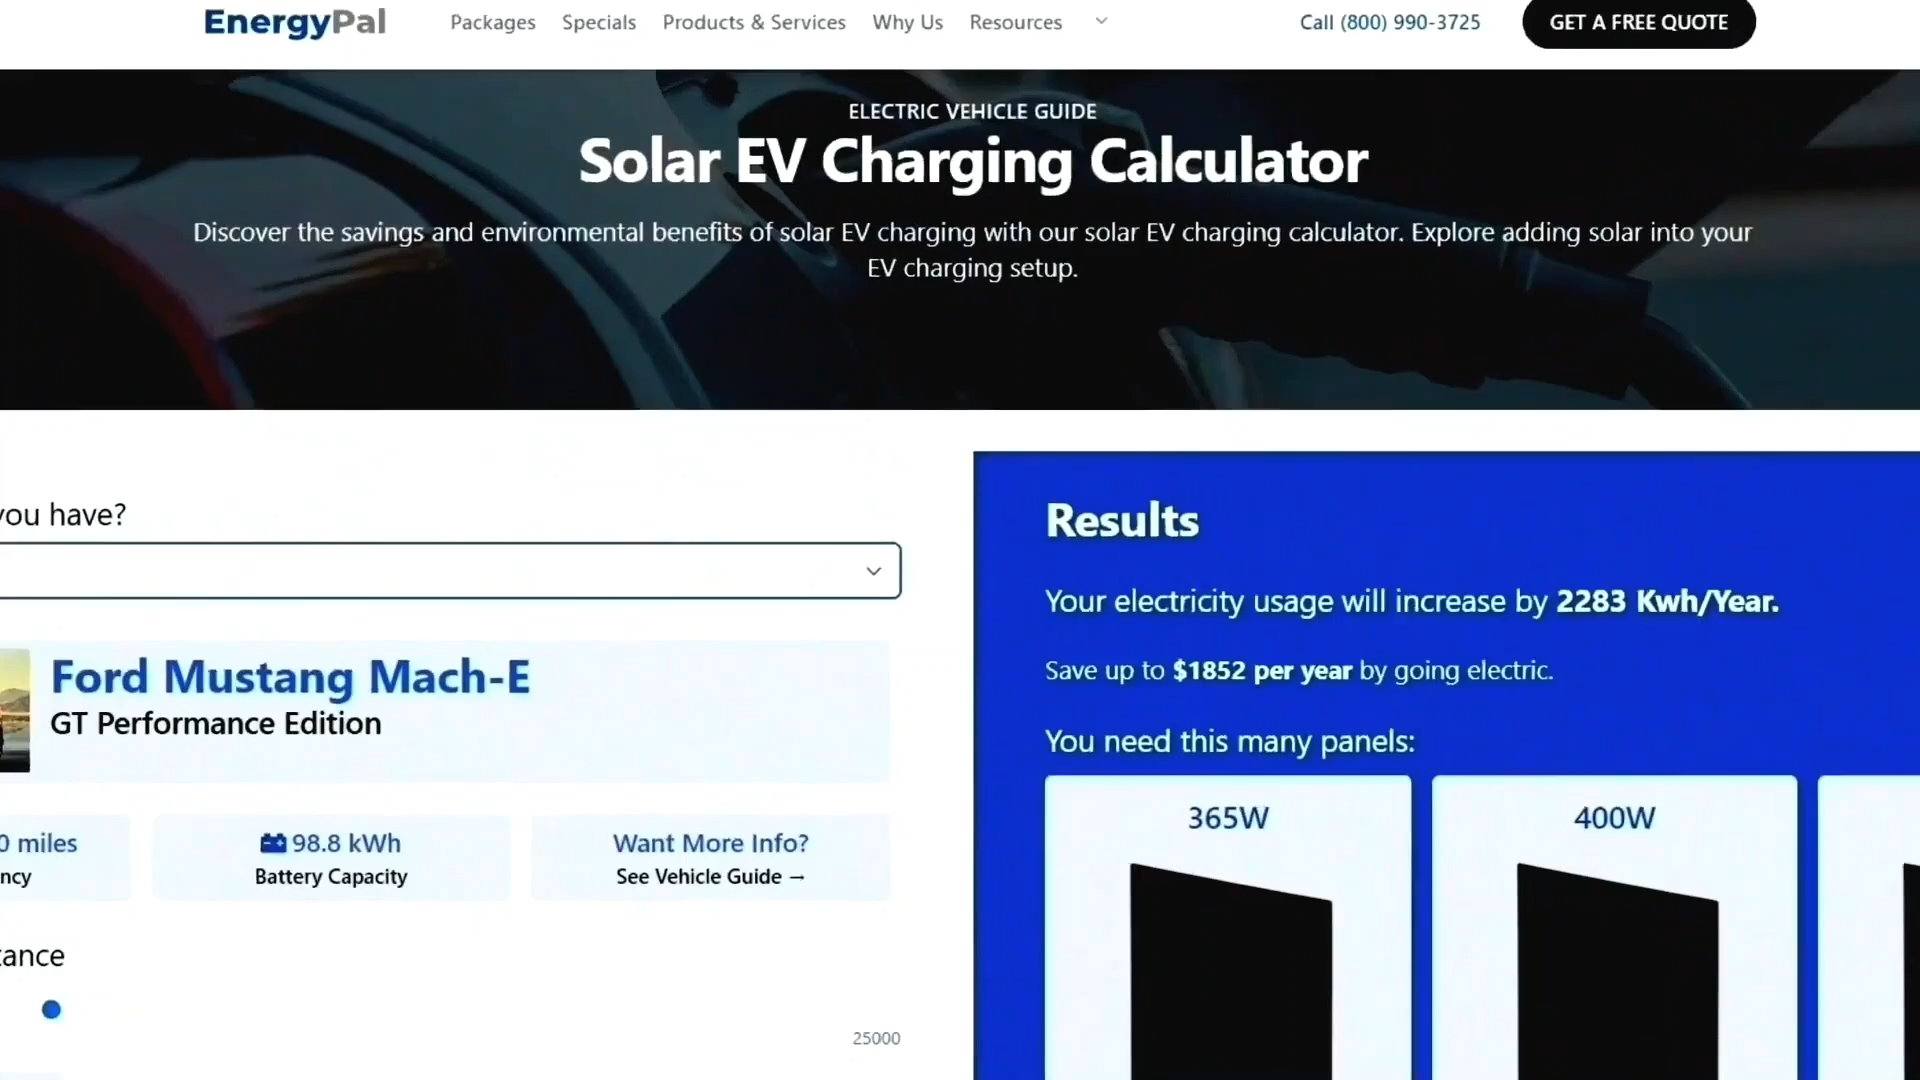 EnergyPal
Packages
Specials
Products & Services
Why Us
Resources
Call (800) 990-3725
GET A FREE QUOTE
ELECTRIC VEHICLE GUIDE
Solar EV Charging Calculator
Discover the savings and environmental benefits of solar EV charging with our solar EV charging calculator. Explore adding solar into your
EV charging setup.
you have?
Ford Mustang Mach-E
GT Performance Edition
0 miles
ncy
98.8 kWh
Battery Capacity
Want More Info?
See Vehicle Guide →
tance
25000
Results
Your electricity usage will increase by 2283 Kwh/Year.
Save up to $1852 per year by going electric.
You need this many panels:
365W
400W